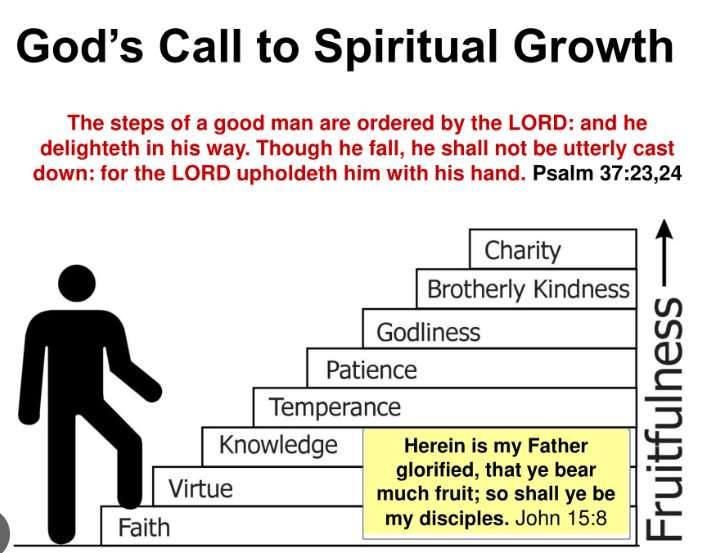 God’s Call to Spiritual Growth
The steps of a good man are ordered by the LORD: and he
delighteth in his way. Though he fall, he shall not be utterly cast
down: for the LORD upholdeth him with his hand. Psalm 37:23,24
Charity
Brotherly Kindness
Godliness
Patience
Temperance
Knowledge
Virtue
Faith
Herein is my Father
glorified, that ye bear
much fruit; so shall ye be
my disciples. John 15:8
Fruitfulness